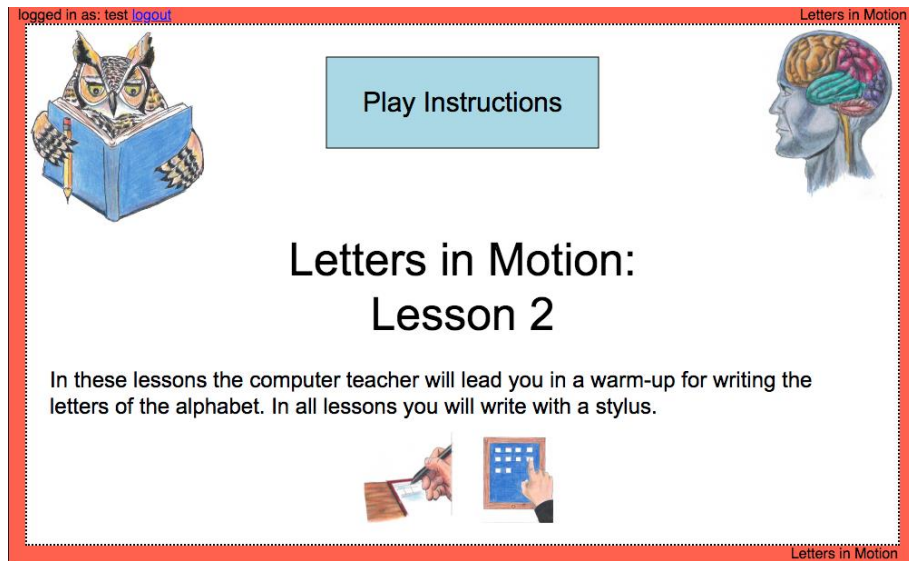 logged in as: test logout
Letters in Motion
Play Instructions
Letters in Motion:
Lesson 2
In these lessons the computer teacher will lead you in a warm-up for writing the
letters of the alphabet. In all lessons you will write with a stylus.
Letters in Motion